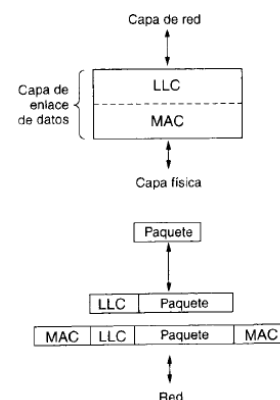 Capa de red
Capa de
enlace
de datos
LLC
MAC
Capa física
Paquete
LLC Paquete
MAC LLC Paquete MAC
Red